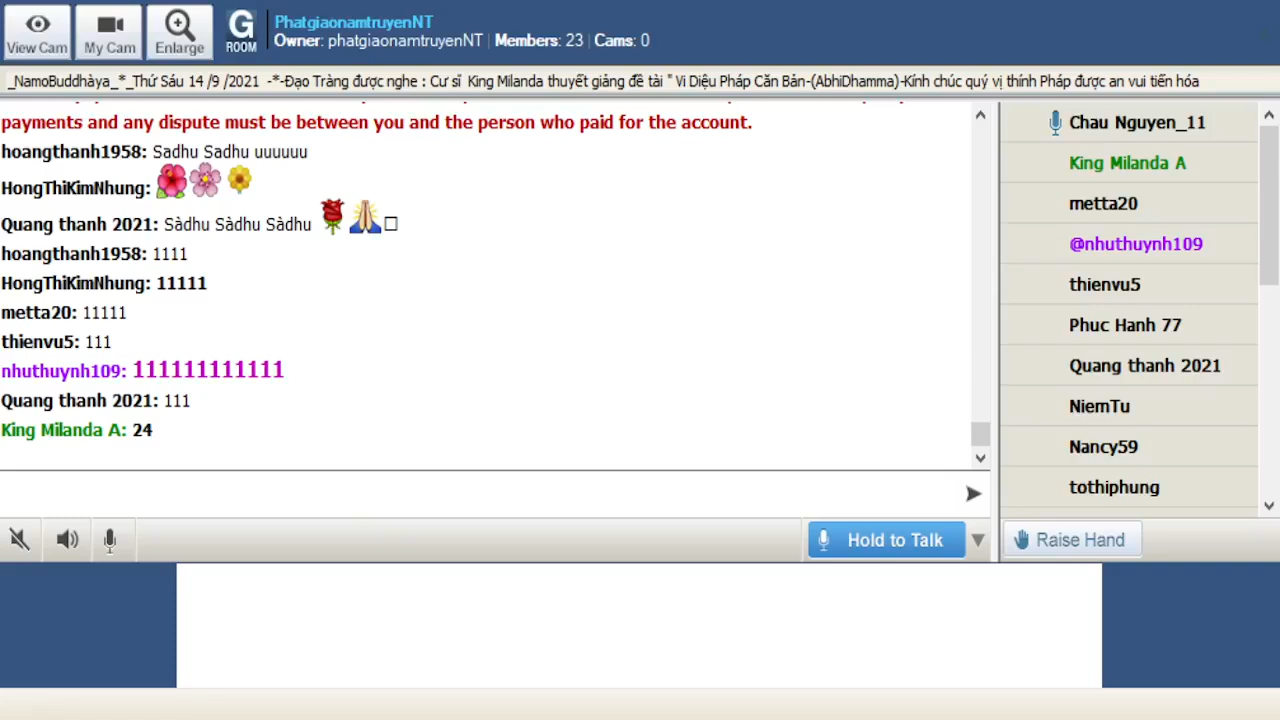 View Cam
My Cam
Enlarge
G
ROOM
PhatgiaonamtruyenNT
Owner: phatgiaonamtruyenNT | Members: 23 | Cams: 0
_NamoBuddhàya_*_Thứ Sáu 14 /9 /2021 -*-Đạo Tràng được nghe : Cư sĩ King Milanda thuyết giảng đề tài " Vi Diệu Pháp Căn Bản-(AbhiDhamma)-Kính chúc quý vị thính Pháp được an vui tiến hóa
payments and any dispute must be between you and the person who paid for the account.
hoangthanh1958: Sadhu Sadhu uuuuuu
HongThiKimNhung:
Quang thanh 2021: Sàdhu Sàdhu Sàdhu
hoangthanh1958: 1111
HongThiKimNhung: 11111
metta20: 11111
thienvu5: 111
nhuthuynh109: 111111111111
Quang thanh 2021: 111
King Milanda A: 24
Chau Nguyen_11
King Milanda A
metta20
@nhuthuynh109
thienvu5
Phuc Hanh 77
Quang thanh 2021
NiemTu
Nancy59
tothiphung
Hold to Talk
Raise Hand